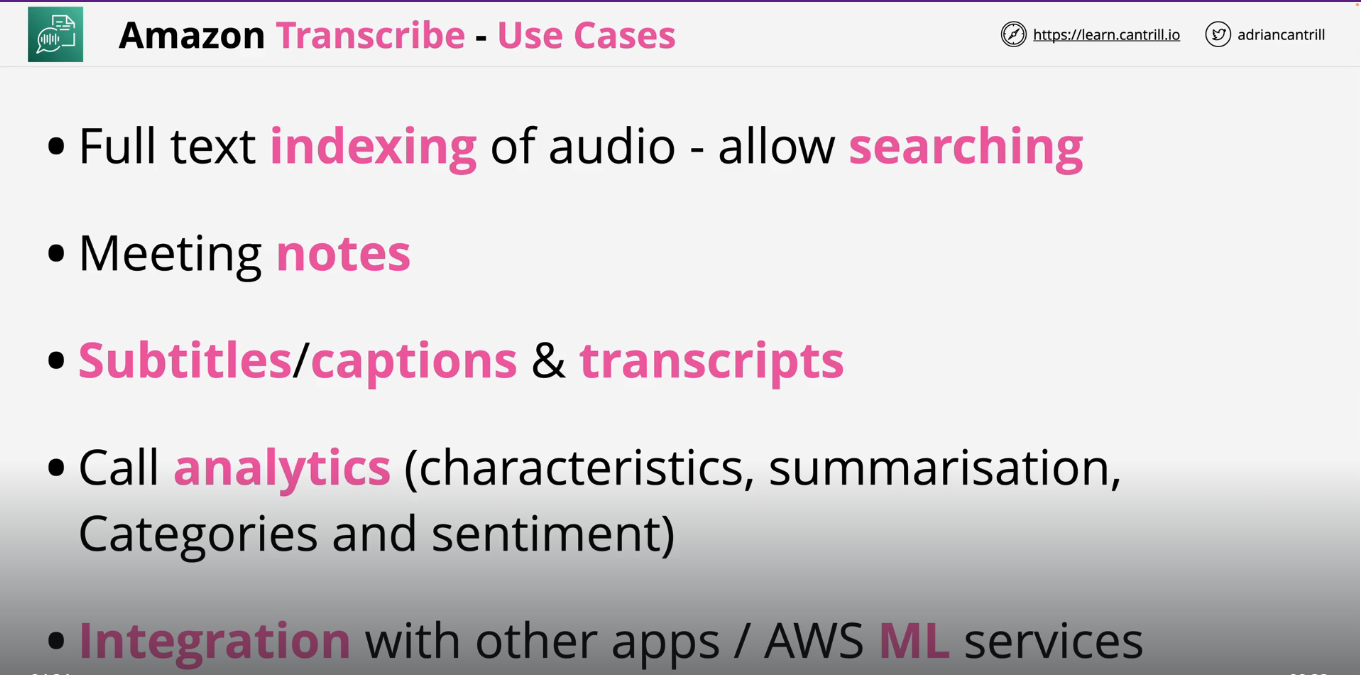 Amazon Transcribe - Use Cases
https://learn.cantrill.io
adriancantrill
• Full text indexing of audio - allow searching
• Meeting notes
• Subtitles/captions & transcripts
• Call analytics (characteristics, summarisation,
Categories and sentiment)
• Integration with other apps / AWS ML services